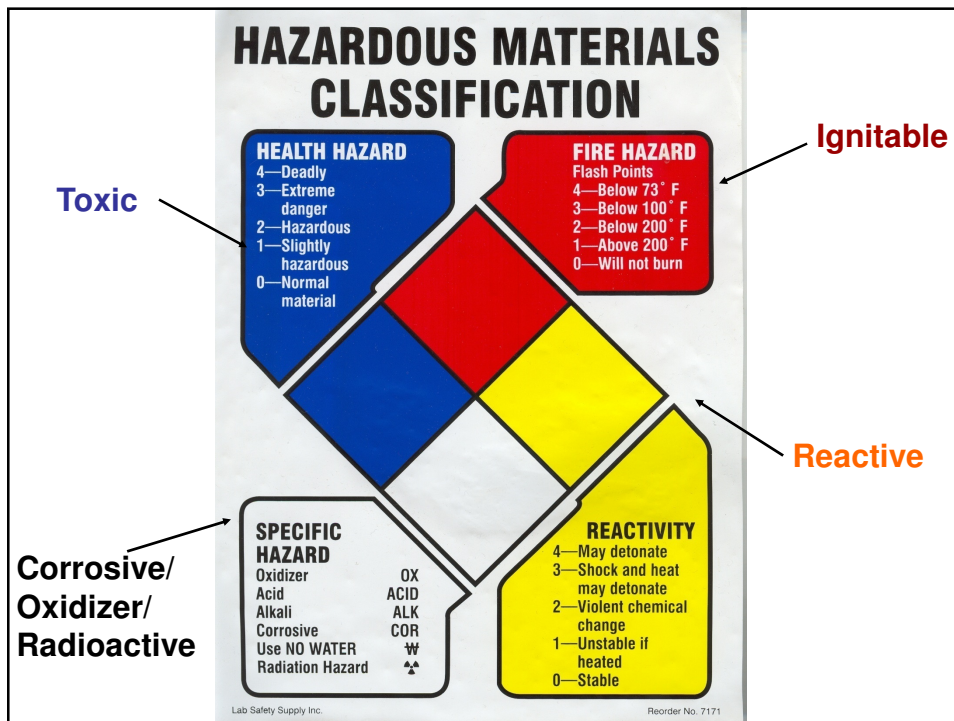 HAZARDOUS MATERIALS
CLASSIFICATION
HEALTH HAZARD
4—Deadly
3—Extreme
danger
2—Hazardous
1—Slightly
hazardous
0—Normal
material
FIRE HAZARD
Flash Points
4—Below 73° F
3—Below 100° F
2—Below 200° F
1—Above 200° F
0—Will not burn
Ignitable
Toxic
Reactive
Corrosive/
Oxidizer/
Radioactive
SPECIFIC
HAZARD
Oxidizer OX
Acid ACID
Alkali ALK
Corrosive COR
Use NO WATER W
Radiation Hazard ☢
REACTIVITY
4—May detonate
3—Shock and heat
may detonate
2—Violent chemical
change
1—Unstable if
heated
0—Stable
Lab Safety Supply Inc.
Reorder No. 7171